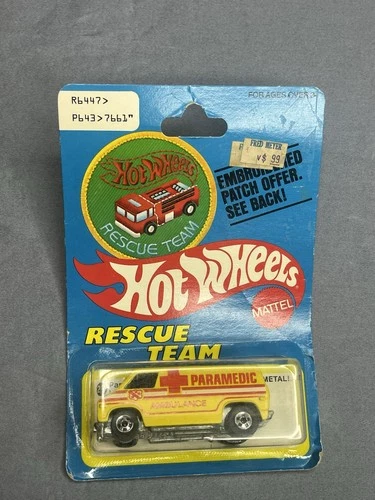 R6447>
P643>7661"
FOR AGES OVER 3
FRED MEYER
V$ .99
EMBROIDERED
PATCH OFFER.
SEE BACK!
Hot Wheels
RESCUE TEAM
Hot Wheels
MATTEL
RESCUE
TEAM
Par
METAL!
PARAMEDIC
AMBULANCE